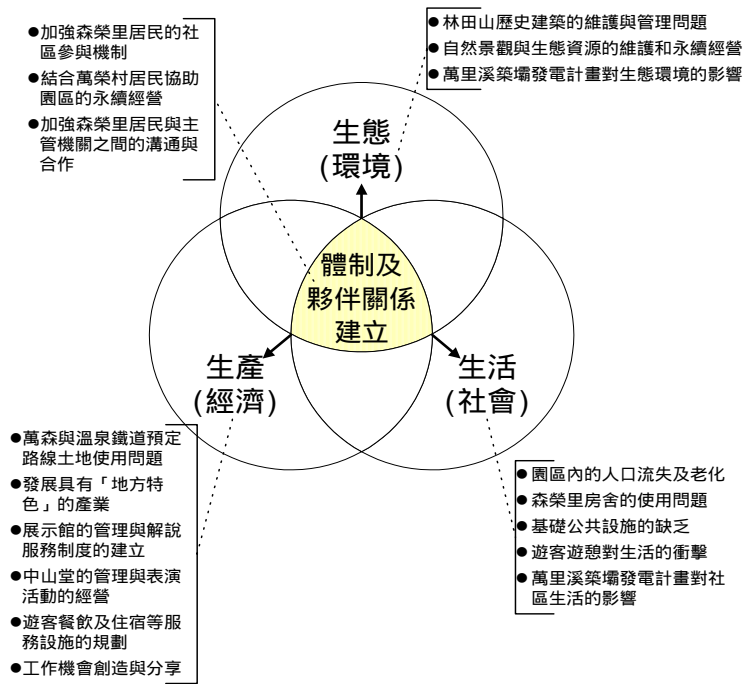 ●加強森榮里居民的社
區參與機制
●結合萬榮村居民協助
園區的永續經營
●加強森榮里居民與主
管機關之間的溝通與
合作
●林田山歷史建築的維護與管理問題
●自然景觀與生態資源的維護和永續經營
●萬里溪築壩發電計畫對生態環境的影響
生態
(環境)
體制及
夥伴關係
建立
生產
(經濟)
生活
(社會)
●萬森與溫泉鐵道預定
路線土地使用問題
●發展具有「地方特
色」的產業
●展示館的管理與解說
服務制度的建立
●中山堂的管理與表演
活動的經營
●遊客餐飲及住宿等服
務設施的規劃
●工作機會創造與分享
●園區內的人口流失及老化
●森榮里房舍的使用問題
●基礎公共設施的缺乏
●遊客遊憩對生活的衝擊
●萬里溪築壩發電計畫對社
區生活的影響